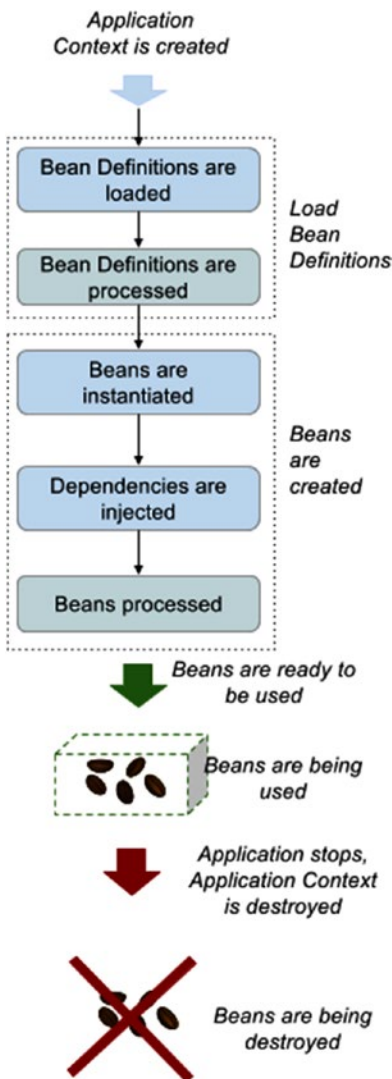 Application
Context is created
Bean Definitions are
loaded
Load
Bean
Definitions
Bean Definitions are
processed
Beans are
instantiated
Beans
are
created
Dependencies are
injected
Beans processed
Beans are ready to
be used
Beans are being
used
Application stops,
Application Context
is destroyed
Beans are being
destroyed